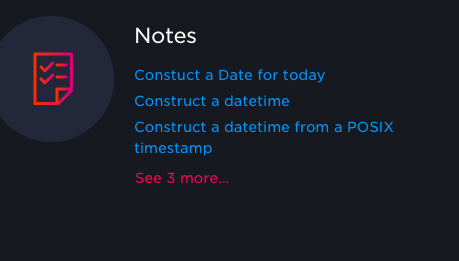 Notes
Constuct a Date for today
Construct a datetime
Construct a datetime from a POSIX
timestamp
See 3 more...